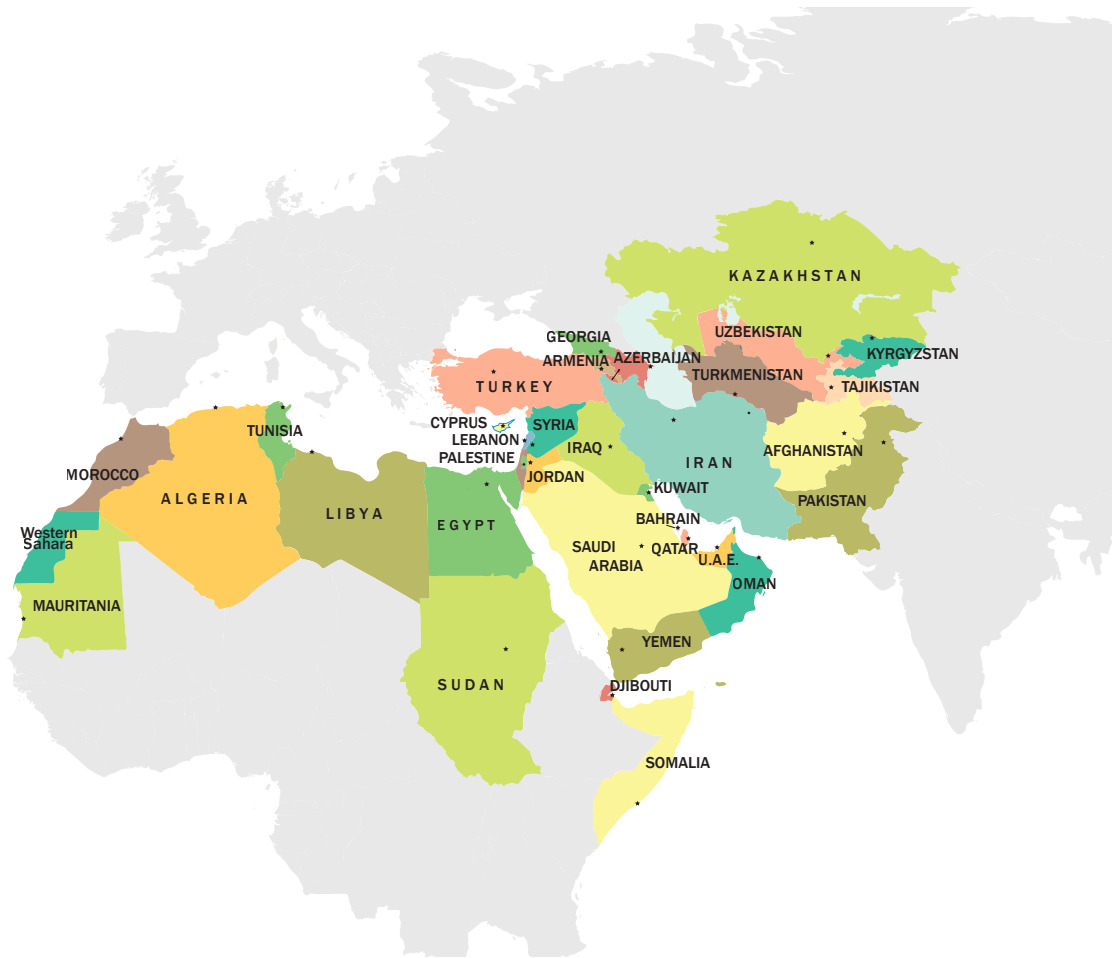 KAZAKHSTAN
UZBEKISTAN
GEORGIA
KYRGYZSTAN
ARMENIA
AZERBAIJAN
TURKMENISTAN
TURKEY
TAJIKISTAN
CYPRUS
SYRIA
TUNISIA
LEBANON
IRAQ
AFGHANISTAN
PALESTINE
IRAN
MOROCCO
JORDAN
KUWAIT
ALGERIA
PAKISTAN
LIBYA
BAHRAIN
EGYPT
Western
Sahara
SAUDI
ARABIA
QATAR
U.A.E.
OMAN
MAURITANIA
YEMEN
SUDAN
DJIBOUTI
SOMALIA